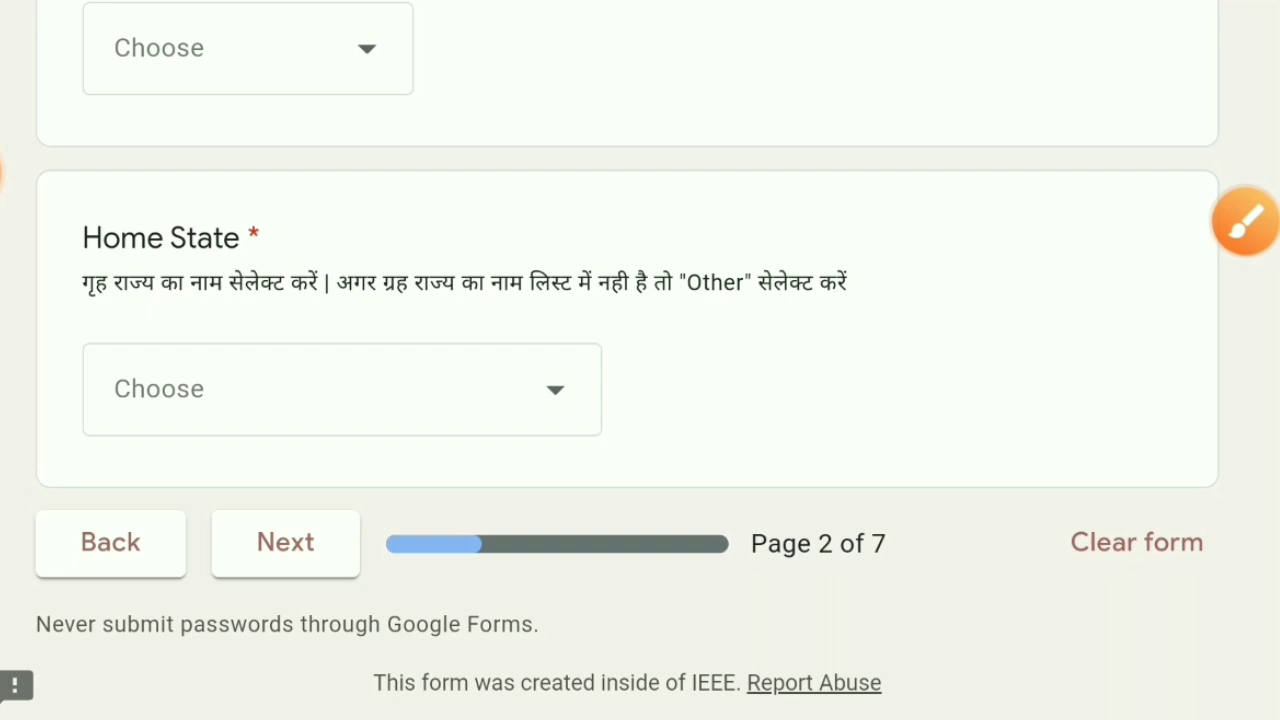 Choose
Home State *
गृह राज्य का नाम सेलेक्ट करें | अगर ग्रह राज्य का नाम लिस्ट में नही है तो "Other" सेलेक्ट करें
Choose
Back Next Page 2 of 7 Clear form
Never submit passwords through Google Forms.
This form was created inside of IEEE. Report Abuse